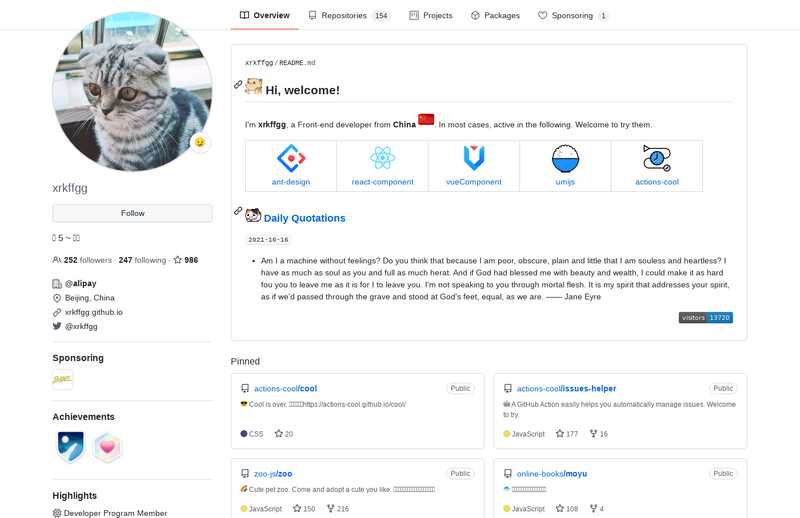 Overview
Repositories 154
Projects
Packages
Sponsoring 1
xrkffgg
Follow
5 ~
252 followers · 247 following · 986
@alipay
Beijing, China
xrkffgg.github.io
@xrkffgg
Sponsoring
Achievements
Highlights
Developer Program Member
xrkffgg/README.md
Hi, welcome!
I'm xrkffgg, a Front-end developer from China . In most cases, active in the following. Welcome to try them.
ant-design
react-component
vueComponent
umijs
actions-cool
Daily Quotations
2021-10-16
• Am I a machine without feelings? Do you think that because I am poor, obscure, plain and little that I am souless and heartless? I
have as much as soul as you and full as much herat. And if God had blessed me with beauty and wealth, I could make it as hard
fou you to leave me as it is for I to leave you. I'm not speaking to you through mortal flesh. It is my spirit that addresses your spirit,
as if we'd passed through the grave and stood at God's feet, equal, as we are. —— Jane Eyre
visitors 13720
Pinned
actions-cool/cool Public
😎 Cool is over. https://actions-cool.github.io/cool/
CSS 20
actions-cool/issues-helper Public
🤖 A GitHub Action easily helps you automatically manage issues. Welcome
to try.
JavaScript 177 16
zoo-js/zoo Public
Cute pet zoo. Come and adopt a cute you like.
JavaScript 150 216
online-books/moyu Public
JavaScript 108 4